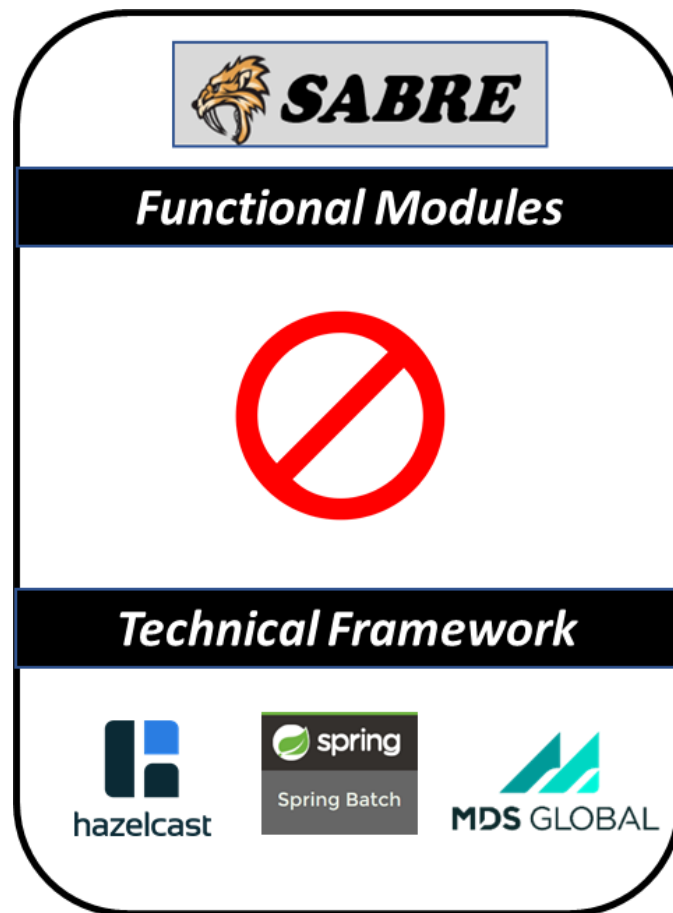 SABRE
Functional Modules
Technical Framework
hazelcast
spring
Spring Batch
MDS GLOBAL